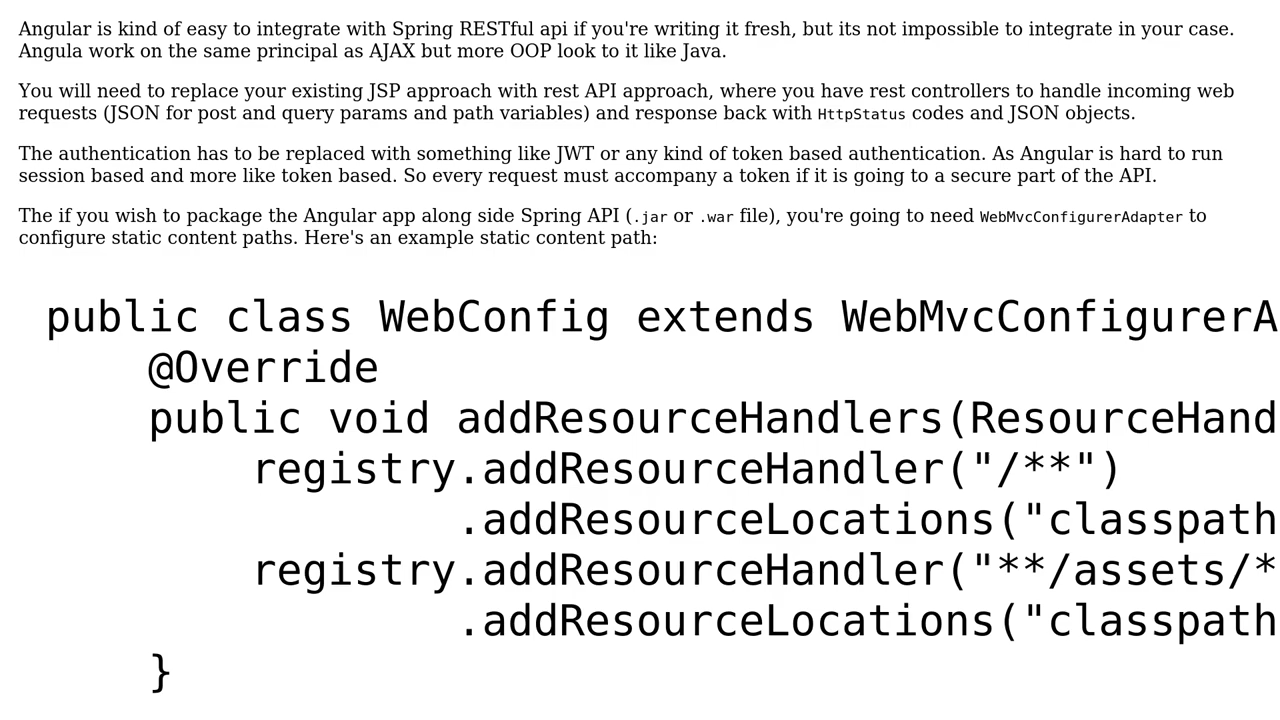 Angular is kind of easy to integrate with Spring RESTful api if you're writing it fresh, but its not impossible to integrate in your case.
Angula work on the same principal as AJAX but more OOP look to it like Java.
You will need to replace your existing JSP approach with rest API approach, where you have rest controllers to handle incoming web
requests (JSON for post and query params and path variables) and response back with HttpStatus codes and JSON objects.
The authentication has to be replaced with something like JWT or any kind of token based authentication. As Angular is hard to run
session based and more like token based. So every request must accompany a token if it is going to a secure part of the API.
The if you wish to package the Angular app along side Spring API (.jar or .war file), you're going to need WebMvcConfigurerAdapter to
configure static content paths. Here's an example static content path:
public class WebConfig extends WebMvcConfigurerA
    @Override
    public void addResourceHandlers(ResourceHand
        registry.addResourceHandler("/**")
                .addResourceLocations("classpath
        registry.addResourceHandler("**/assets/*
                .addResourceLocations("classpath
    }